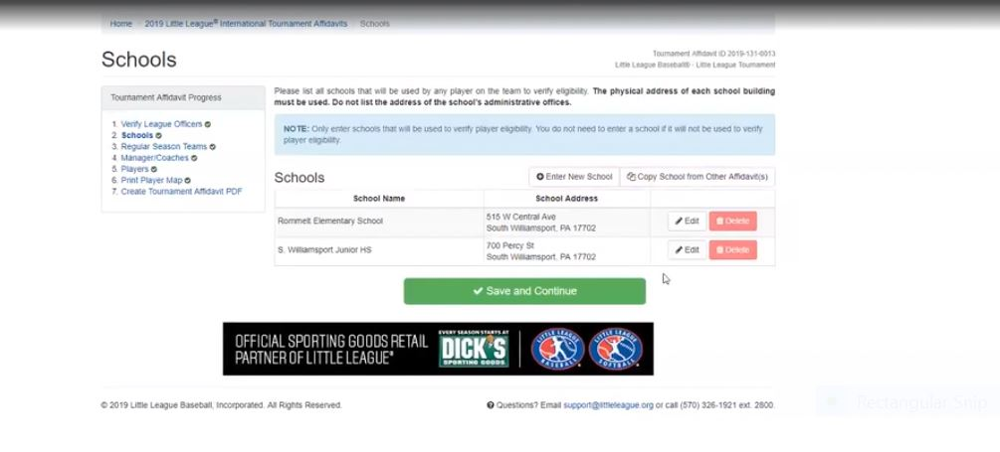 Home 2019 Little League® International Tournament Affidavits Schools
Schools
Tournament Affidavit ID 2019-131-0013
Little League Baseball® - Little League Tournament
Tournament Affidavit Progress
1. Verify League Officers
2. Schools
3. Regular Season Teams
4. Manager/Coaches
5. Players
6. Print Player Map
7. Create Tournament Affidavit PDF
Please list all schools that will be used by any player on the team to verify eligibility. The physical address of each school building
must be used. Do not list the address of the school's administrative offices.
NOTE: Only enter schools that will be used to verify player eligibility. You do not need to enter a school if it will not be used to verify
player eligibility.
Schools
Enter New School
Copy School from Other Affidavit(s)
School Name School Address
Rommelt Elementary School
515 W Central Ave
South Williamsport, PA 17702
Edit Delete
S. Williamsport Junior HS
700 Percy St
South Williamsport, PA 17702
Edit Delete
Save and Continue
OFFICIAL SPORTING GOODS RETAIL
PARTNER OF LITTLE LEAGUE®
EVERY SEASON STARTS AT
DICK'S
SPORTING GOODS
LITTLE LEAGUE
BASEBALL
LITTLE LEAGUE
SOFTBALL
© 2019 Little League Baseball, Incorporated. All Rights Reserved.
Questions? Email support@littleleague.org or call (570) 326-1921 ext. 2800.
Rectangular Snip